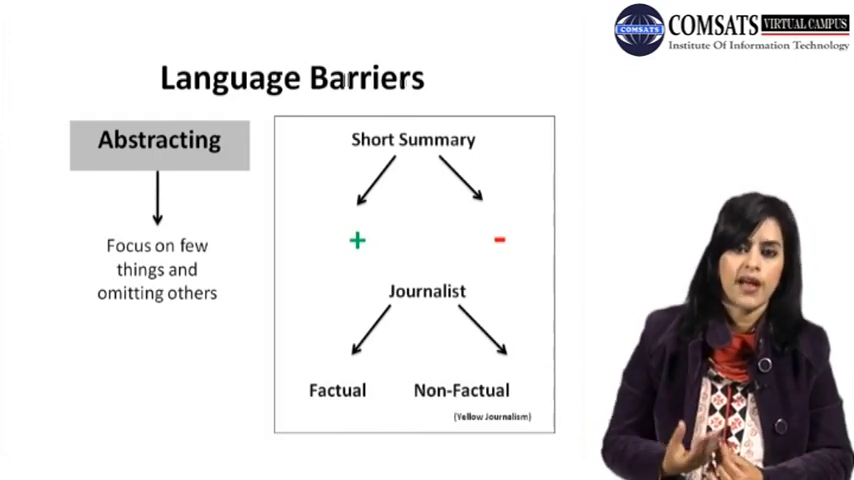 COMSATS VIRTUAL CAMPUS
COMSATS
Institute Of Information Technology
Language Barriers
Abstracting
Focus on few
things and
omitting others
Short Summary
+
-
Journalist
Factual
Non-Factual
(Yellow Journalism)